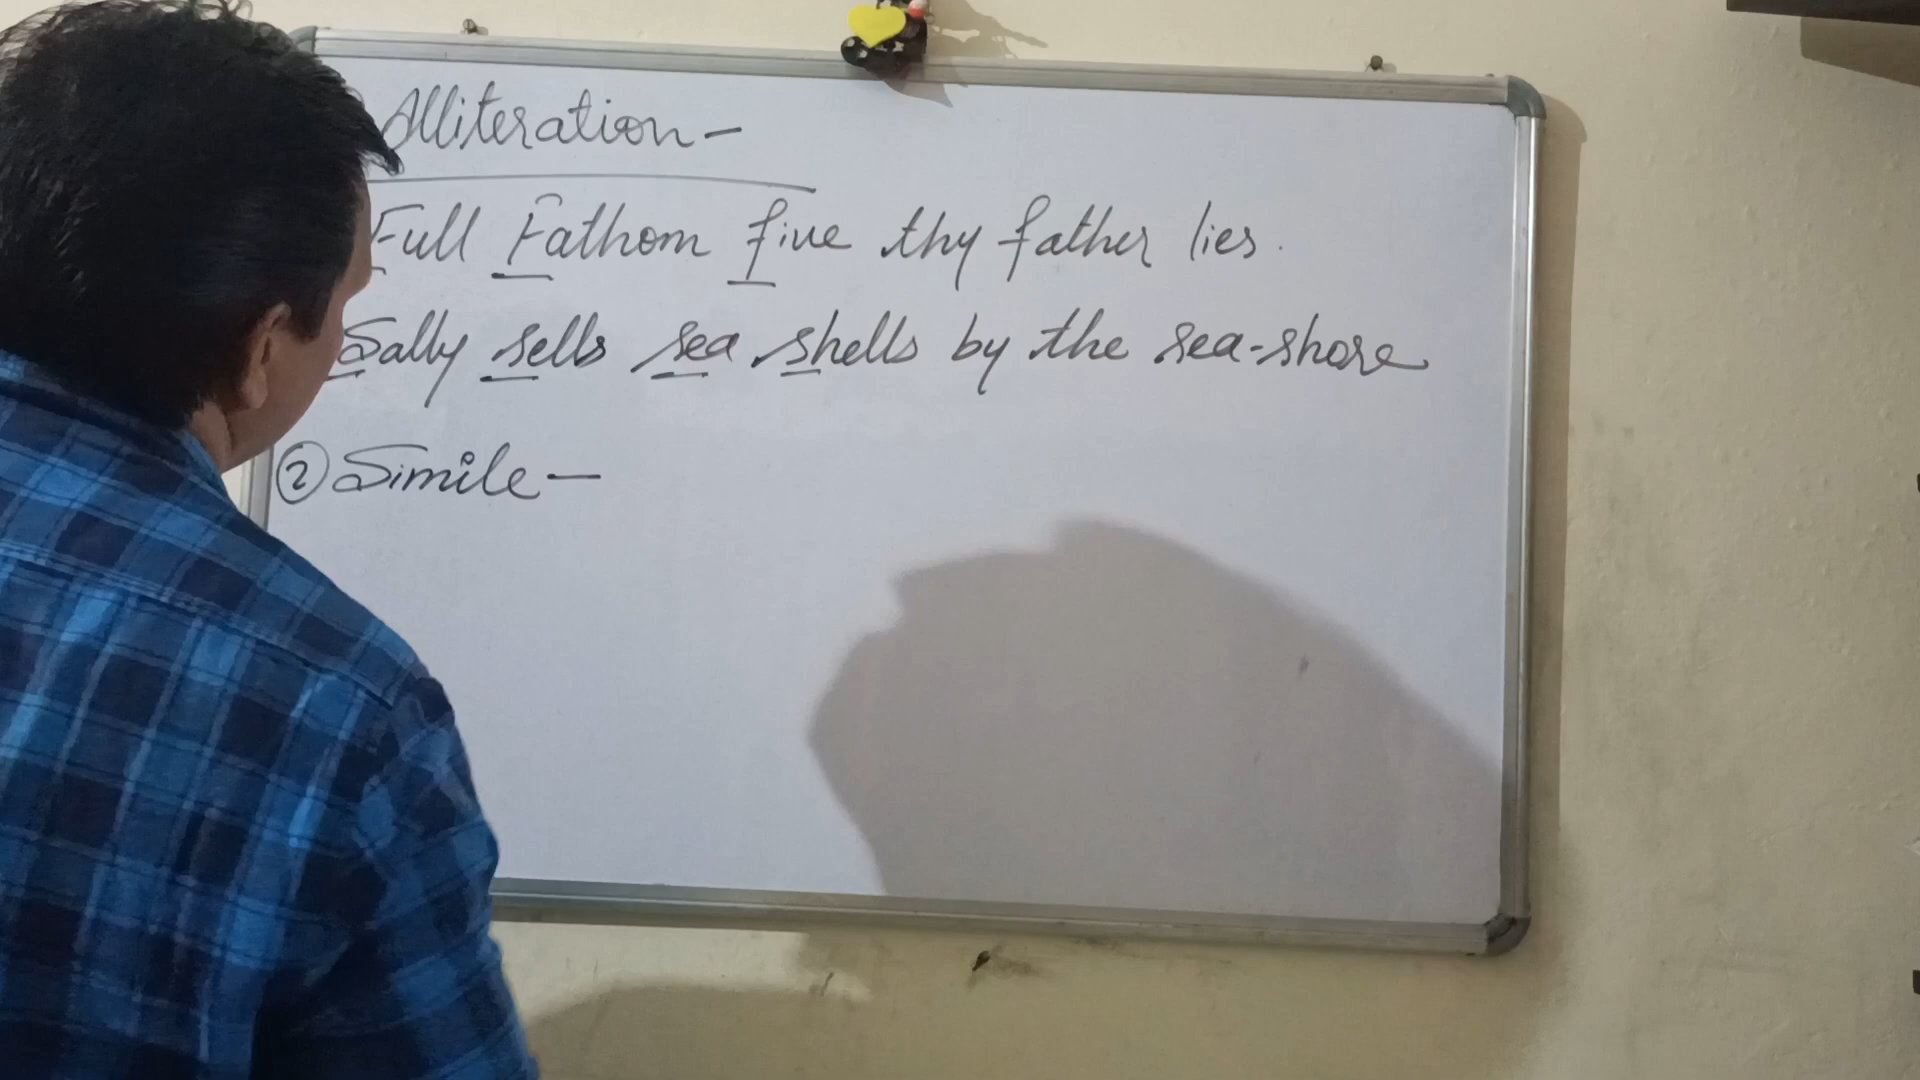 Alliteration-
Full Fathom five thy father lies.
Sally sells sea shells by the sea-shore
② Simile-